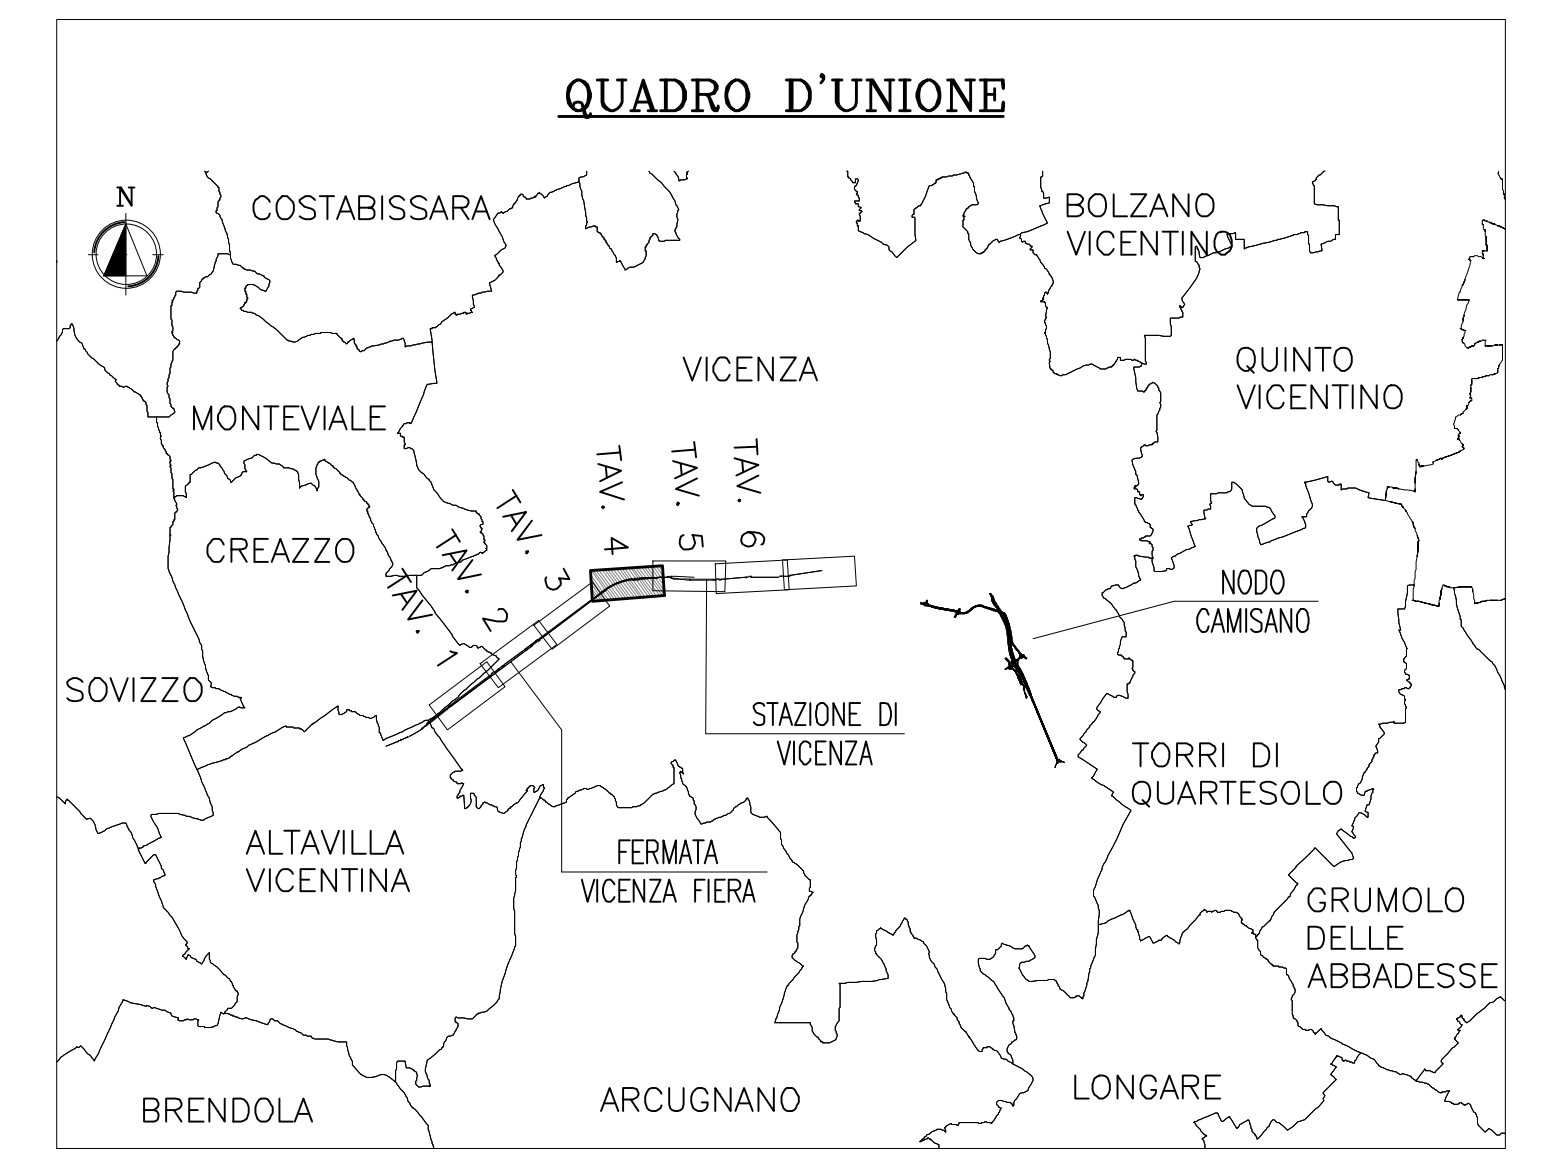 QUADRO D'UNIONE
N
COSTABISSARA
BOLZANO
VICENTINO
VICENZA
QUINTO
VICENTINO
MONTEVIALE
TAV. 1
TAV. 2
TAV. 3
TAV. 4
TAV. 5
TAV. 6
CREAZZO
NODO
CAMISANO
SOVIZZO
STAZIONE DI
VICENZA
TORRI DI
QUARTESOLO
ALTAVILLA
VICENTINA
FERMATA
VICENZA FIERA
GRUMOLO
DELLE
ABBADESSE
BRENDOLA
ARCUGNANO
LONGARE